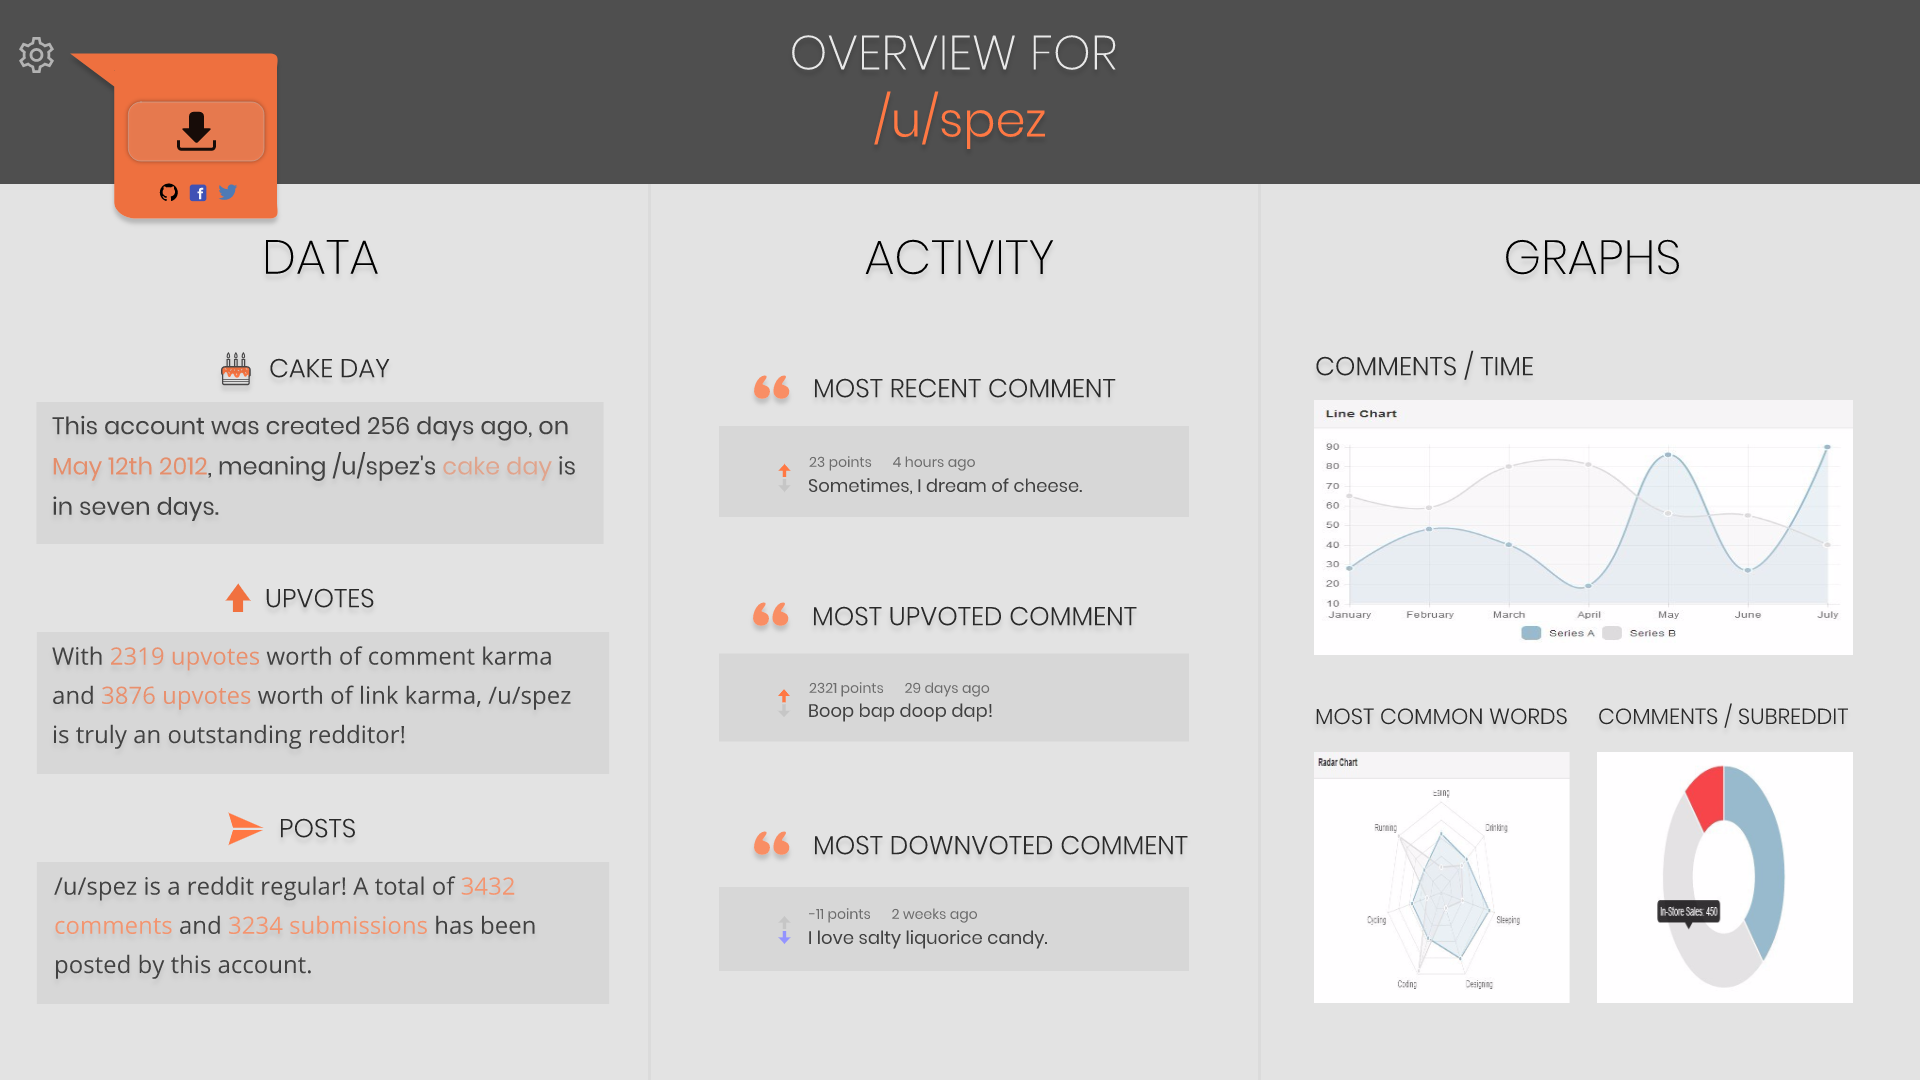 OVERVIEW FOR
/u/spez
DATA
CAKE DAY
This account was created 256 days ago, on
May 12th 2012, meaning /u/spez's cake day is
in seven days.
UPVOTES
With 2319 upvotes worth of comment karma
and 3876 upvotes worth of link karma, /u/spez
is truly an outstanding redditor!
POSTS
/u/spez is a reddit regular! A total of 3432
comments and 3234 submissions has been
posted by this account.
ACTIVITY
MOST RECENT COMMENT
23 points 4 hours ago
Sometimes, I dream of cheese.
MOST UPVOTED COMMENT
2321 points 29 days ago
Boop bap doop dap!
MOST DOWNVOTED COMMENT
-11 points 2 weeks ago
I love salty liquorice candy.
GRAPHS
COMMENTS / TIME
Line Chart
90
80
70
60
50
40
30
20
10
January February March April May June July
Series A Series B
MOST COMMON WORDS
Radar Chart
Eating
Running Drinking
Cycling Sleeping
Coding Designing
COMMENTS / SUBREDDIT
In-Store Sales: 450